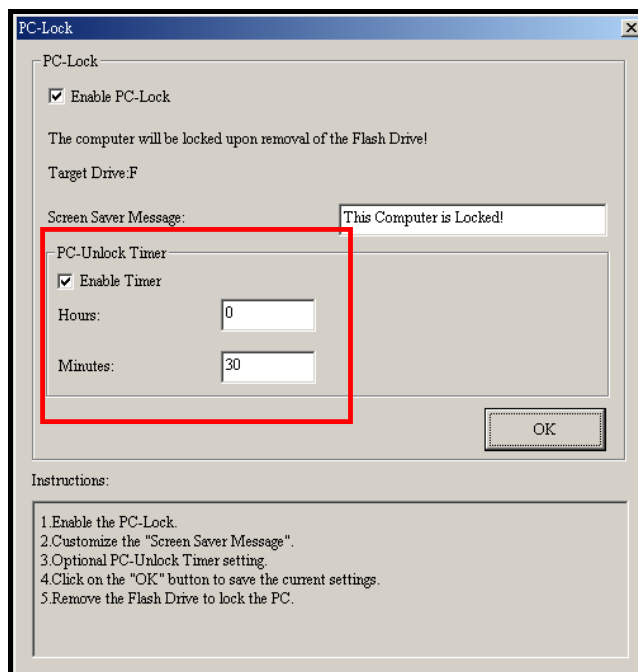 PC-Lock
PC-Lock
Enable PC-Lock
The computer will be locked upon removal of the Flash Drive!
Target Drive:F
Screen Saver Message: This Computer is Locked!
PC-Unlock Timer
Enable Timer
Hours: 0
Minutes: 30
OK
Instructions:
1.Enable the PC-Lock.
2.Customize the "Screen Saver Message".
3.Optional PC-Unlock Timer setting.
4.Click on the "OK" button to save the current settings.
5.Remove the Flash Drive to lock the PC.